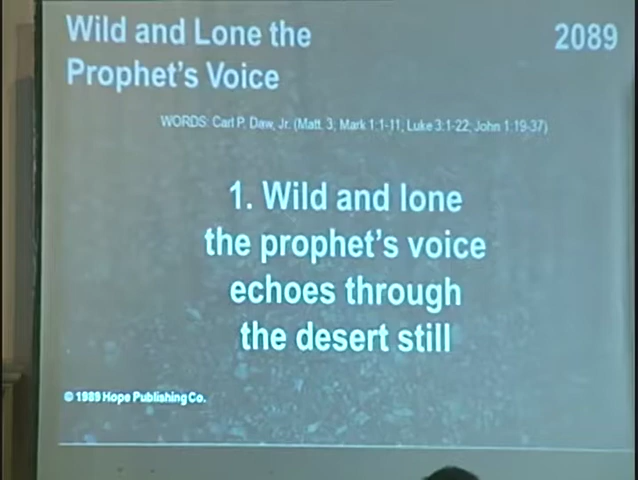 Wild and Lone the
Prophet's Voice
2089
WORDS: Carl P. Daw, Jr. (Matt. 3, Mark 1:1-11, Luke 3:1-22, John 1:19-37)
1. Wild and lone
the prophet's voice
echoes through
the desert still
© 1989 Hope Publishing Co.